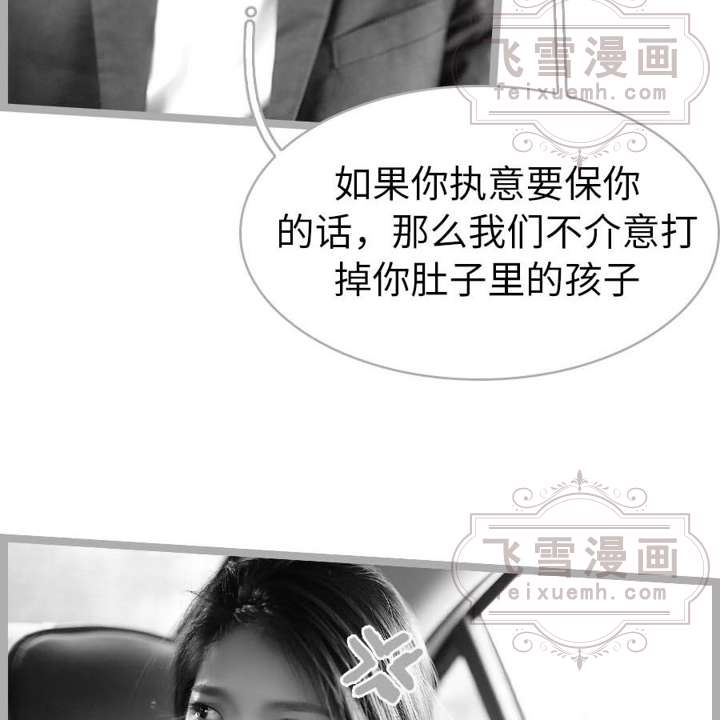 飞雪漫画
feixuemh.com
如果你执意要保你
的话，那么我们不介意打
掉你肚子里的孩子
飞雪漫画
feixuemh.com